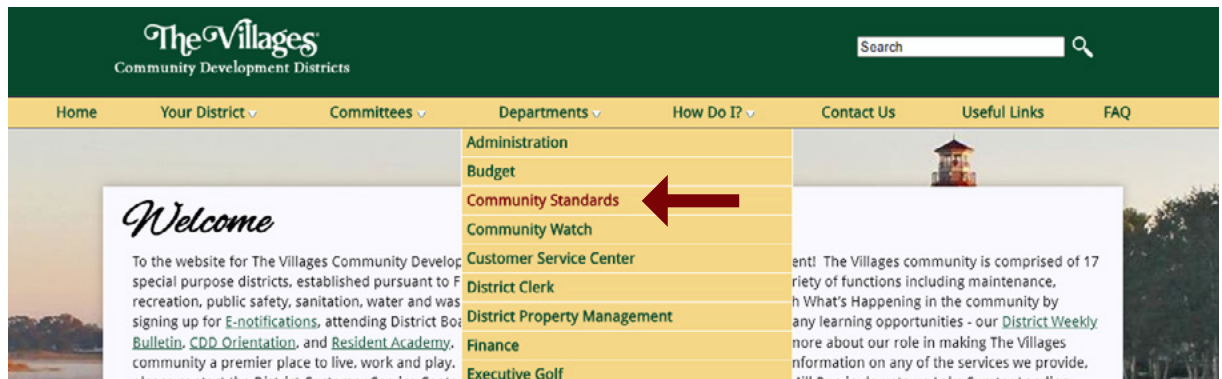 The Villages
Community Development Districts
Search
Home Your District Committees Departments How Do I? Contact Us Useful Links FAQ
Administration
Budget
Community Standards
Community Watch
Customer Service Center
District Clerk
District Property Management
Finance
Executive Golf
Welcome
To the website for The Villages Community Develop ent! The Villages community is comprised of 17
special purpose districts, established pursuant to F riety of functions including maintenance,
recreation, public safety, sanitation, water and was h What's Happening in the community by
signing up for E-notifications, attending District Boa any learning opportunities - our District Weekly
Bulletin, CDD Orientation, and Resident Academy. more about our role in making The Villages
community a premier place to live, work and play. nformation on any of the services we provide,